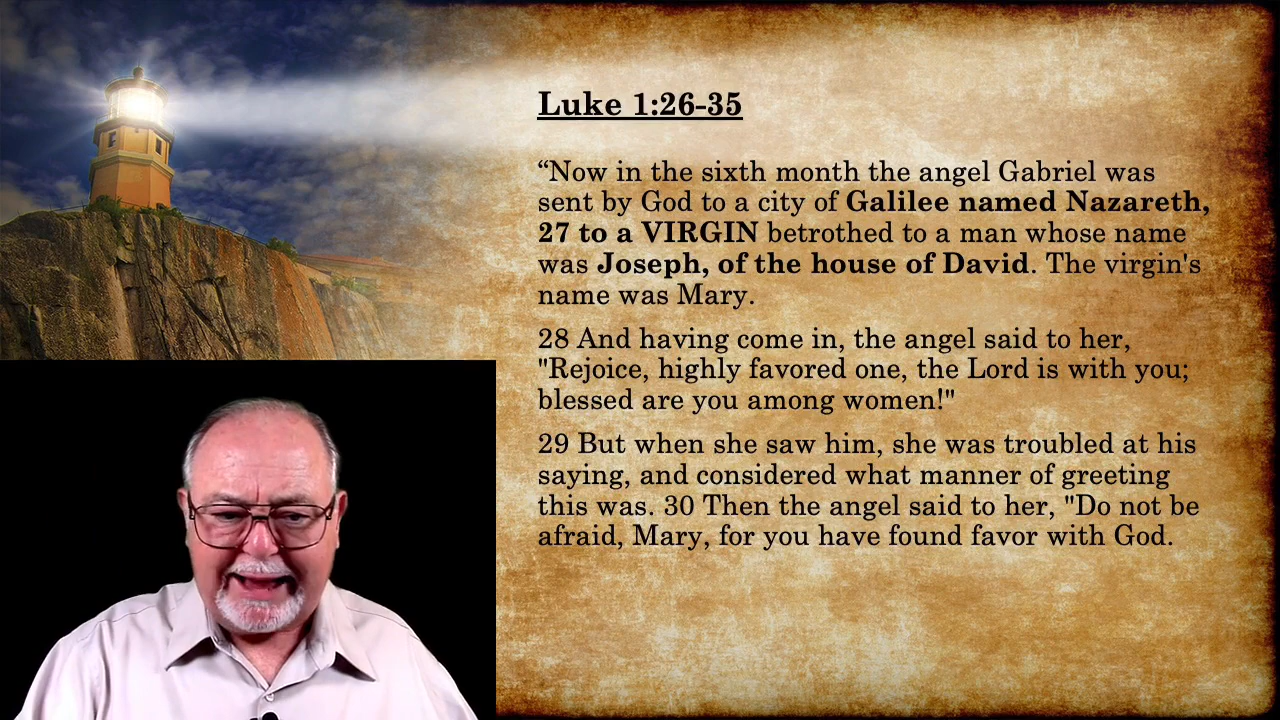 Luke 1:26-35
“Now in the sixth month the angel Gabriel was
sent by God to a city of Galilee named Nazareth,
27 to a VIRGIN betrothed to a man whose name
was Joseph, of the house of David. The virgin's
name was Mary.
28 And having come in, the angel said to her,
"Rejoice, highly favored one, the Lord is with you;
blessed are you among women!"
29 But when she saw him, she was troubled at his
saying, and considered what manner of greeting
this was. 30 Then the angel said to her, "Do not be
afraid, Mary, for you have found favor with God.